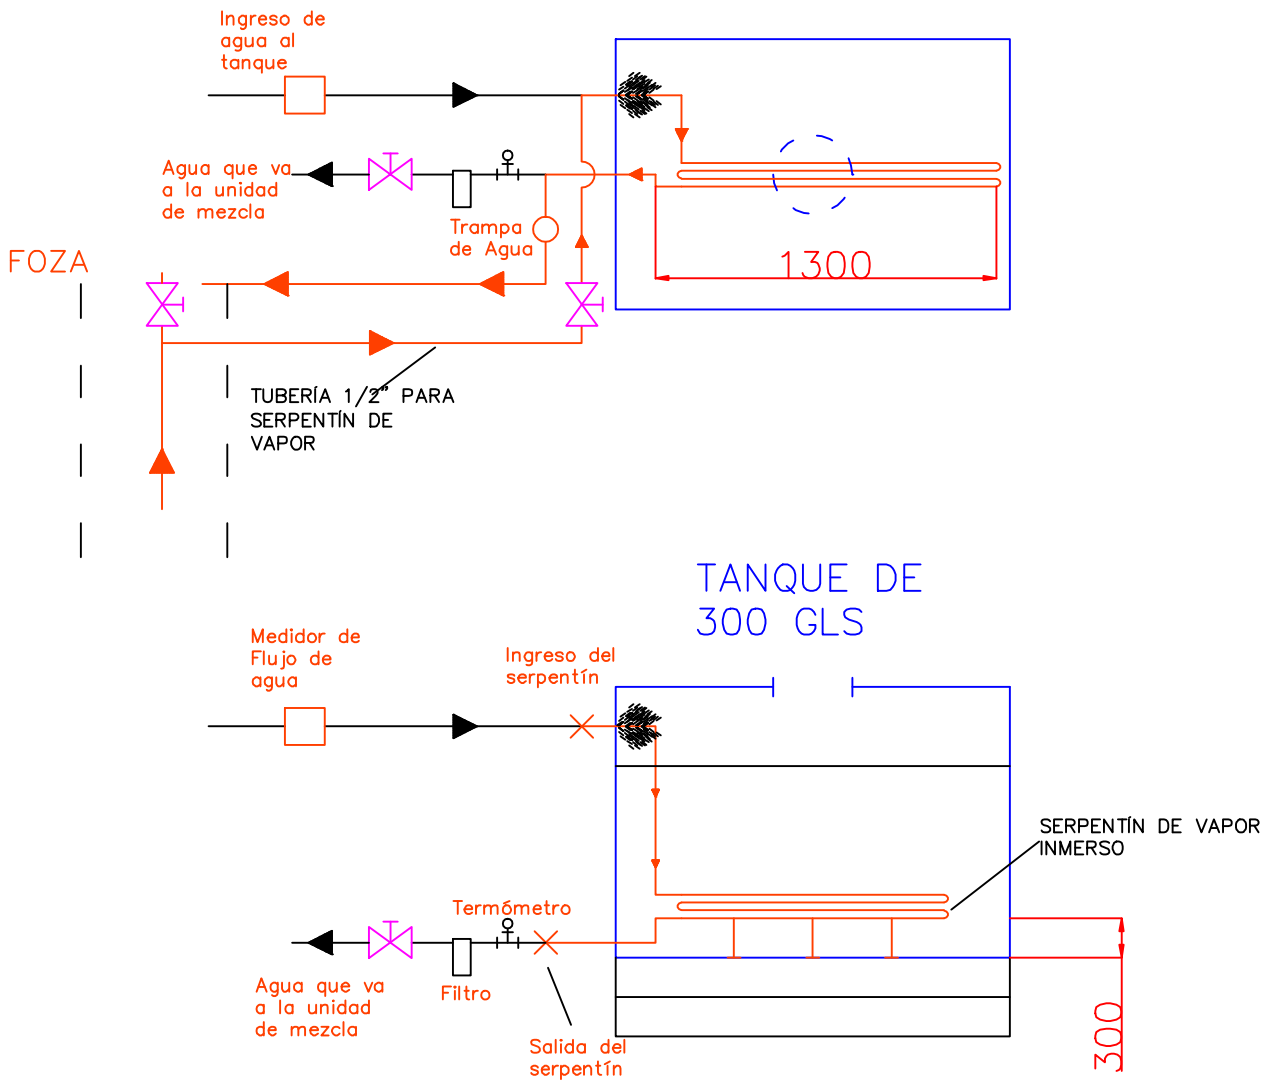 Ingreso de
agua al
tanque
Agua que va
a la unidad
de mezcla
Trampa
de Agua
FOZA
1300
TUBERÍA 1/2" PARA
SERPENTÍN DE
VAPOR
TANQUE DE
300 GLS
Medidor de
Flujo de
agua
Ingreso del
serpentín
SERPENTÍN DE VAPOR
INMERSO
Termómetro
Agua que va
a la unidad
de mezcla
Filtro
Salida del
serpentín
300